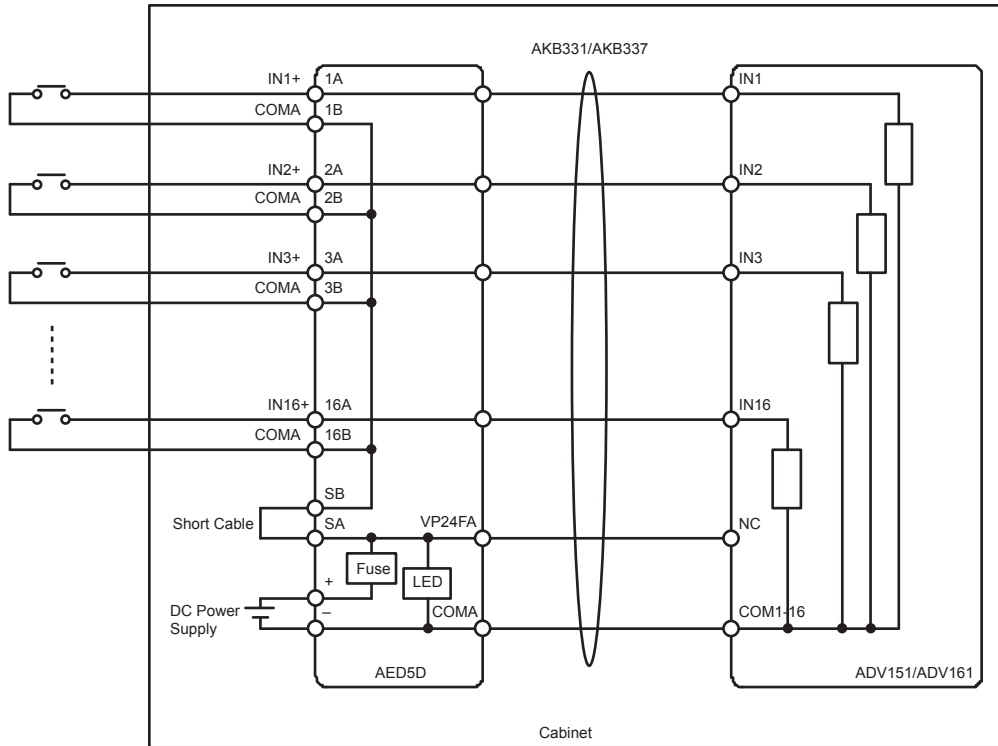 AKB331/AKB337
IN1+ 1A IN1
COMA 1B
IN2+ 2A IN2
COMA 2B
IN3+ 3A IN3
COMA 3B
IN16+ 16A IN16
COMA 16B
SB
Short Cable SA VP24FA NC
Fuse LED
+
DC Power Supply – COMA COM1-16
AED5D ADV151/ADV161
Cabinet